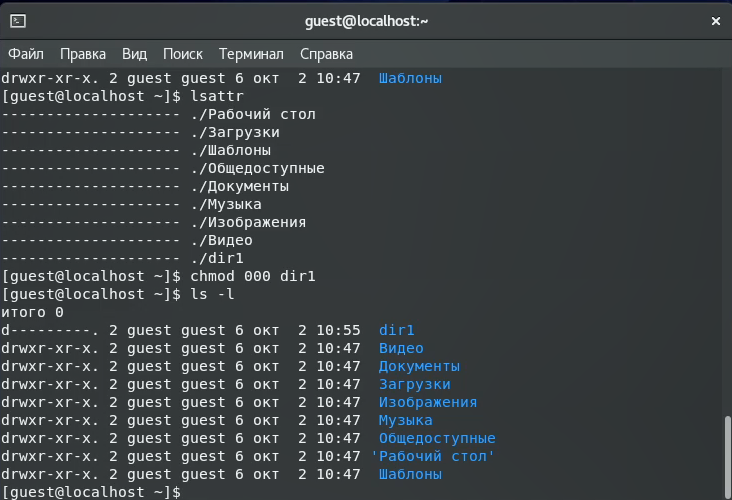 guest@localhost:~
Файл Правка Вид Поиск Терминал Справка
drwxr-xr-x. 2 guest guest 6 окт  2 10:47  Шаблоны
[guest@localhost ~]$ lsattr
-------------------- ./Рабочий стол
-------------------- ./Загрузки
-------------------- ./Шаблоны
-------------------- ./Общедоступные
-------------------- ./Документы
-------------------- ./Музыка
-------------------- ./Изображения
-------------------- ./Видео
-------------------- ./dir1
[guest@localhost ~]$ chmod 000 dir1
[guest@localhost ~]$ ls -l
итого 0
d---------. 2 guest guest 6 окт  2 10:55  dir1
drwxr-xr-x. 2 guest guest 6 окт  2 10:47  Видео
drwxr-xr-x. 2 guest guest 6 окт  2 10:47  Документы
drwxr-xr-x. 2 guest guest 6 окт  2 10:47  Загрузки
drwxr-xr-x. 2 guest guest 6 окт  2 10:47  Изображения
drwxr-xr-x. 2 guest guest 6 окт  2 10:47  Музыка
drwxr-xr-x. 2 guest guest 6 окт  2 10:47  Общедоступные
drwxr-xr-x. 2 guest guest 6 окт  2 10:47 'Рабочий стол'
drwxr-xr-x. 2 guest guest 6 окт  2 10:47  Шаблоны
[guest@localhost ~]$